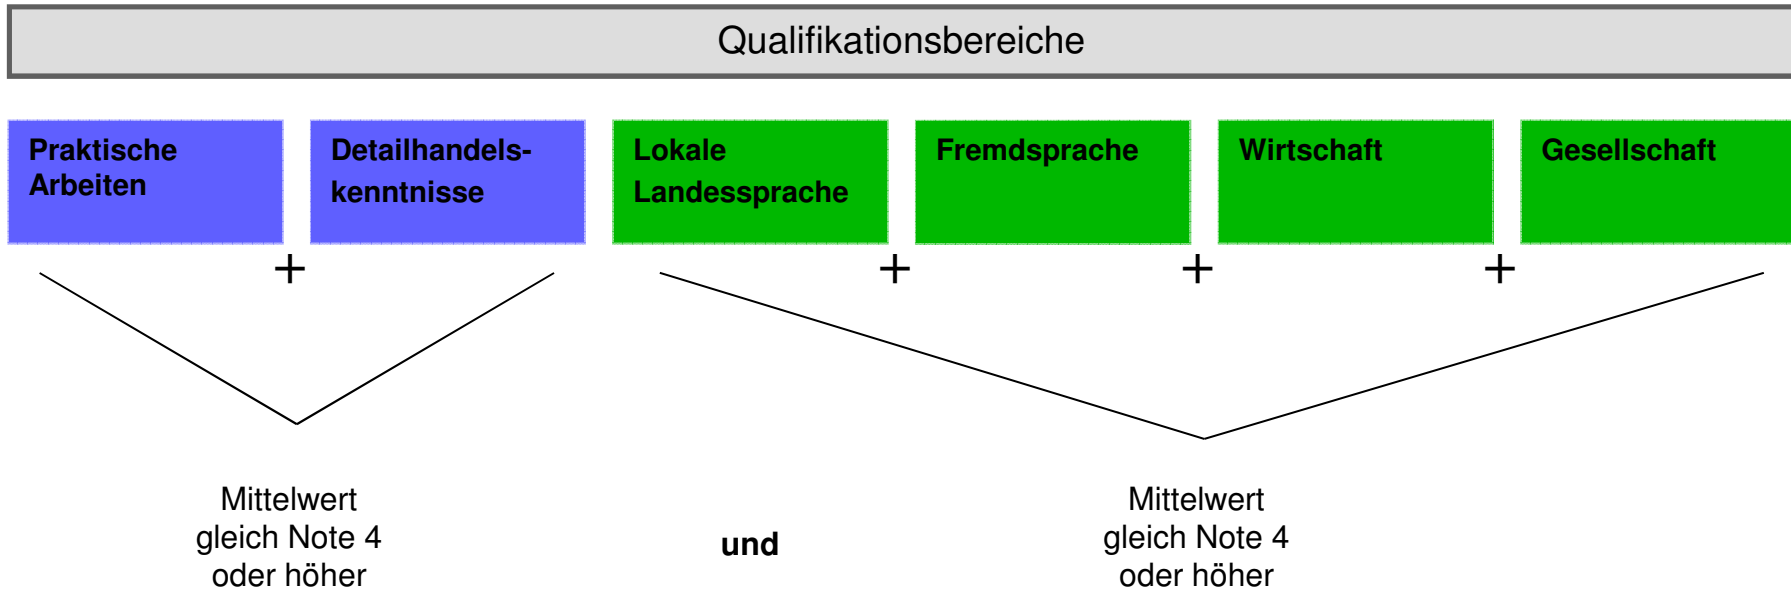 Qualifikationsbereiche
Praktische
Arbeiten
Detailhandels-
kenntnisse
Lokale
Landessprache
Fremdsprache
Wirtschaft
Gesellschaft
+
+
+
+
Mittelwert
gleich Note 4
oder höher
und
Mittelwert
gleich Note 4
oder höher